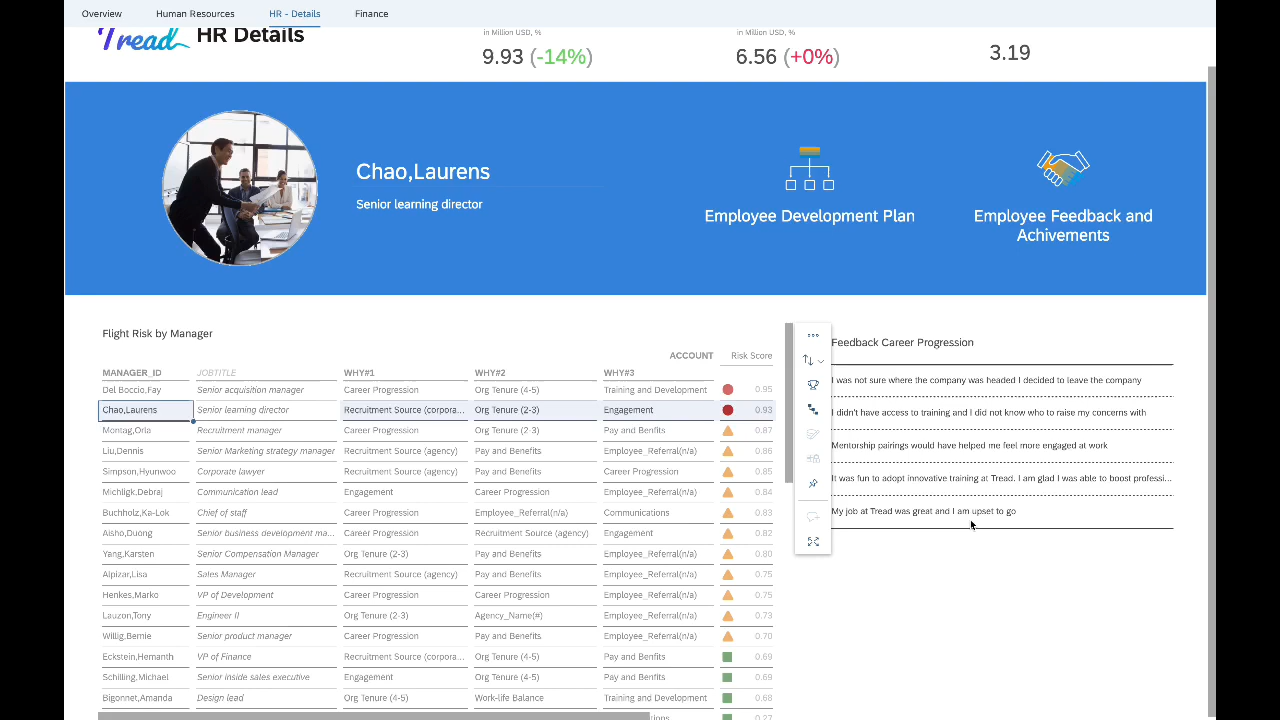 Overview Human Resources HR - Details Finance
Tread HR Details
in Million USD, % in Million USD, %
9.93 (-14%) 6.56 (+0%) 3.19
Chao,Laurens
Senior learning director
Employee Development Plan
Employee Feedback and
Achivements
Flight Risk by Manager
ACCOUNT Risk Score
MANAGER_ID JOBTITLE WHY#1 WHY#2 WHY#3
Del Boccio,Fay Senior acquisition manager Career Progression Org Tenure (4-5) Training and Development 0.95
Chao,Laurens Senior learning director Recruitment Source (corpora... Org Tenure (2-3) Engagement 0.93
Montag,Orla Recruitment manager Career Progression Org Tenure (2-3) Pay and Benfits 0.87
Liu,Dennis Senior Marketing strategy manager Recruitment Source (agency) Pay and Benefits Employee_Referral(n/a) 0.86
Simpson,Hyunwoo Corporate lawyer Recruitment Source (agency) Pay and Benefits Career Progression 0.85
Michligk,Debraj Communication lead Engagement Career Progression Employee_Referral(n/a) 0.84
Buchholz,Ka-Lok Chief of staff Career Progression Employee_Referral(n/a) Communications 0.83
Aisho,Duong Senior business development ma... Career Progression Recruitment Source (agency) Engagement 0.82
Yang,Karsten Senior Compensation Manager Org Tenure (2-3) Pay and Benefits Employee_Referral(n/a) 0.80
Alpizar,Lisa Sales Manager Recruitment Source (agency) Pay and Benefits Employee_Referral(n/a) 0.75
Henkes,Marko VP of Development Career Progression Career Progression Employee_Referral(n/a) 0.75
Lauzon,Tony Engineer II Org Tenure (2-3) Agency_Name(#) Employee_Referral(n/a) 0.73
Willig,Bernie Senior product manager Career Progression Pay and Benefits Employee_Referral(n/a) 0.70
Eckstein,Hemanth VP of Finance Recruitment Source (corpora... Org Tenure (4-5) Pay and Benfits 0.69
Schilling,Michael Senior inside sales executive Engagement Org Tenure (4-5) Pay and Benfits 0.69
Bigonnet,Amanda Design lead Org Tenure (4-5) Work-life Balance Training and Development 0.68
tions 0.27
Feedback Career Progression
I was not sure where the company was headed I decided to leave the company
I didn't have access to training and I did not know who to raise my concerns with
Mentorship pairings would have helped me feel more engaged at work
It was fun to adopt innovative training at Tread. I am glad I was able to boost professi...
My job at Tread was great and I am upset to go